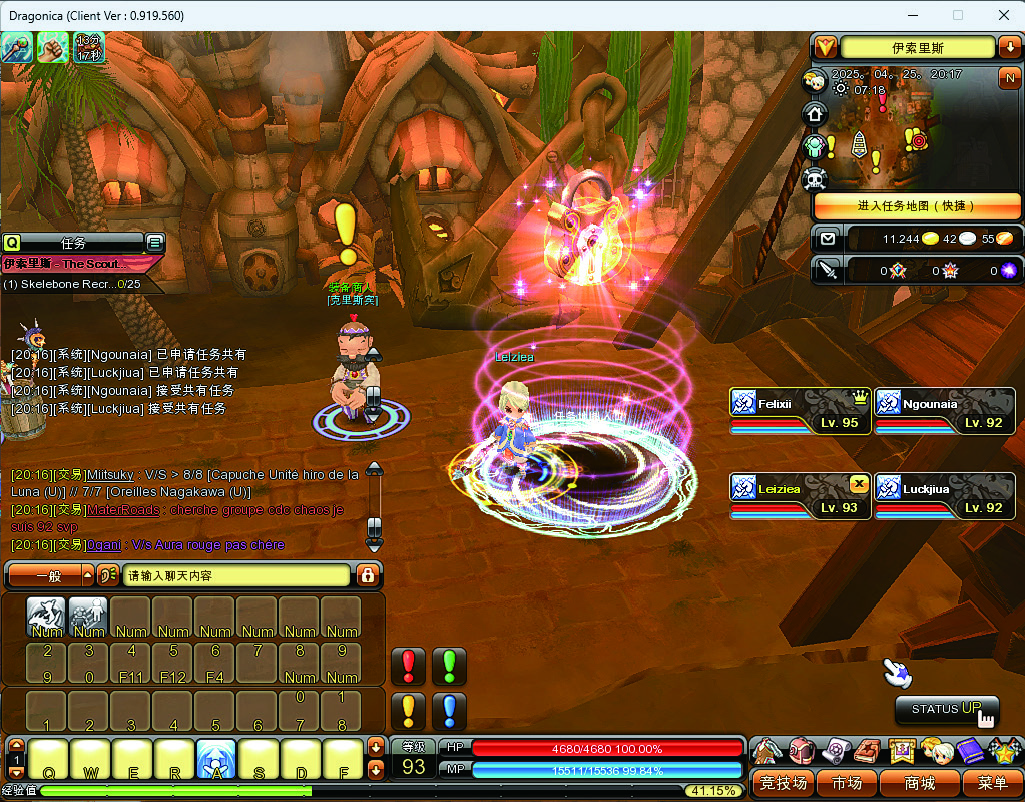 Dragonica (Client Ver : 0.919.560)
13分
17秒
伊索里斯
2025。 04。 25。 20:17
07:18
N
进入任务地图 ( 快捷 )
11.244 42 55
0 0 0
Q 任务
伊索里斯 - The Scout...
(1) Skelebone Recr...0/25
装备商人
[克里斯宾]
Leiziea
[20:16][系统][Ngounaia] 已申请任务共有
[20:16][系统][Luckjiua] 已申请任务共有
[20:16][系统][Ngounaia] 接受共有任务
[20:16][系统][Luckjiua] 接受共有任务
Felixii
Lv. 95
Ngounaia
Lv. 92
Leiziea
Lv. 93
Luckjiua
Lv. 92
[20:16][交易]Miitsuky : V/S > 8/8 [Capuche Unité hiro de la
Luna (U)] // 7/7 [Oreilles Nagakawa (U)]
[20:16][交易]MaterRoads : cherche groupe cdc chaos je
suis 92 svp
[20:16][交易]0gani : V/s Aura rouge pas chère
一般 请输入聊天内容
Num Num Num Num Num Num Num Num
2 3 4 5 6 7 8 9
9 0 F11 F12 F4 Num Num
0 1
1 2 3 4 5 6 7 8
STATUS UP
1 Q W E R A S D F
等级
93
HP 4680/4680 100.00%
MP 15511/15536 99.84%
经验值 41.15%
竞技场 市场 商城 菜单